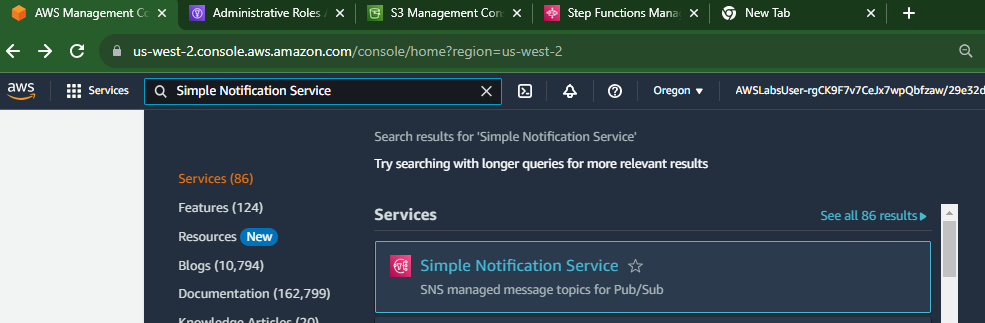 AWS Management Co
Administrative Roles A
S3 Management Con
Step Functions Manag
New Tab
us-west-2.console.aws.amazon.com/console/home?region=us-west-2
aws
Services
Simple Notification Service
Oregon
AWSLabsUser-rgCK9F7v7CeJx7wpQbfzaw/29e32d
Search results for 'Simple Notification Service'
Try searching with longer queries for more relevant results
Services (86)
Features (124)
Resources New
Blogs (10,794)
Documentation (162,799)
Knowledge Articles (20)
Services
See all 86 results
Simple Notification Service
SNS managed message topics for Pub/Sub